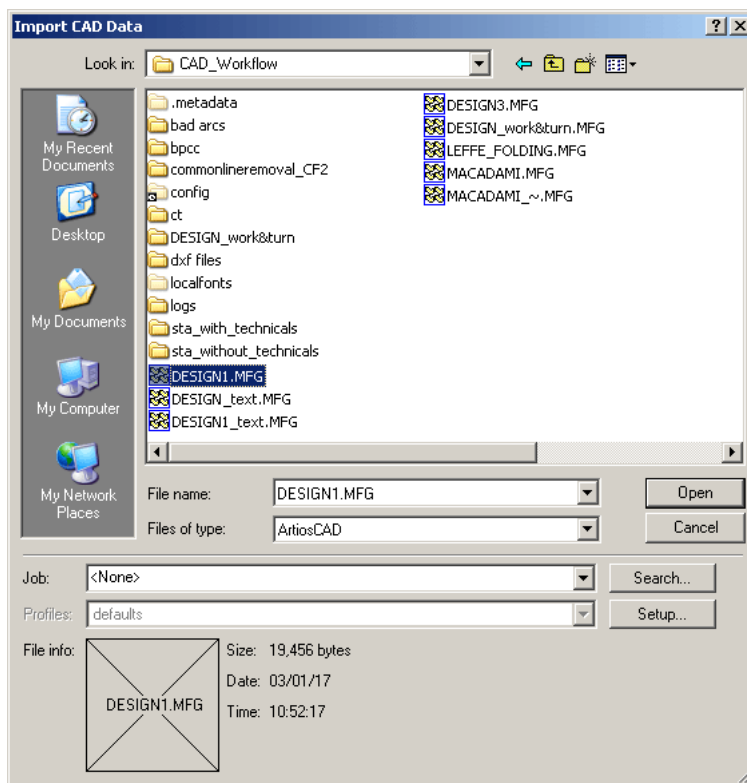 Import CAD Data
Look in: CAD_Workflow
My Recent
Documents
Desktop
My Documents
My Computer
My Network
Places
.metadata
bad arcs
bpcc
commonlineremoval_CF2
config
ct
DESIGN_work&turn
dxf files
localfonts
logs
sta_with_technicals
sta_without_technicals
DESIGN1.MFG
DESIGN_text.MFG
DESIGN1_text.MFG
DESIGN3.MFG
DESIGN_work&turn.MFG
LEFFE_FOLDING.MFG
MACADAMI.MFG
MACADAMI_~.MFG
File name: DESIGN1.MFG Open
Files of type: ArtiosCAD Cancel
Job: <None> Search...
Profiles: defaults Setup...
File info: DESIGN1.MFG
Size: 19,456 bytes
Date: 03/01/17
Time: 10:52:17